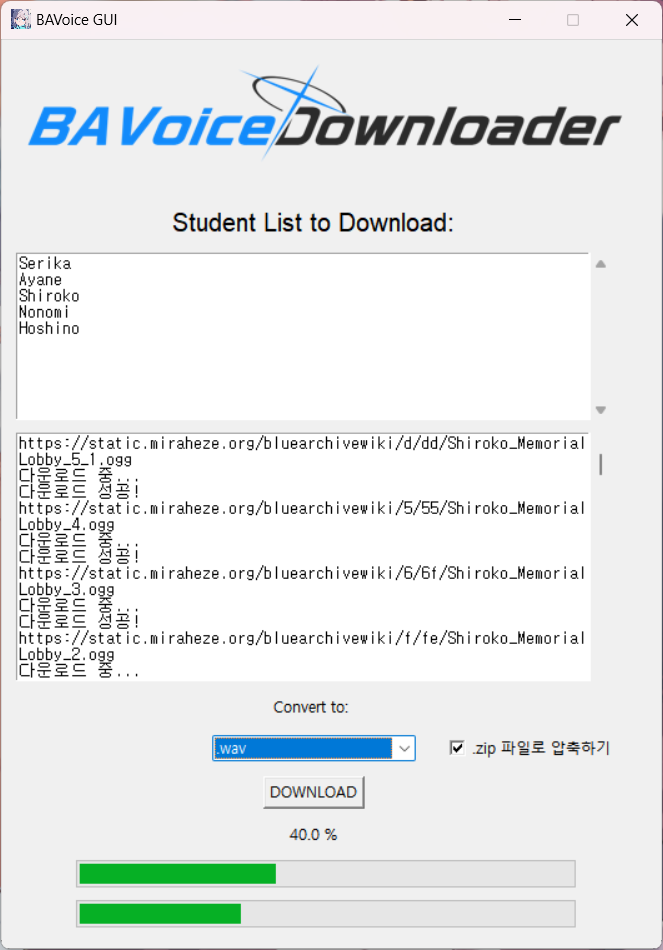 BAVoice GUI
BAVoiceDownloader
Student List to Download:
Serika
Ayane
Shiroko
Nonomi
Hoshino
https://static.miraheze.org/bluearchivewiki/d/dd/Shiroko_Memorial
Lobby_5_1.ogg
다운로드 중...
다운로드 성공!
https://static.miraheze.org/bluearchivewiki/5/55/Shiroko_Memorial
Lobby_4.ogg
다운로드 중...
다운로드 성공!
https://static.miraheze.org/bluearchivewiki/6/6f/Shiroko_Memorial
Lobby_3.ogg
다운로드 중...
다운로드 성공!
https://static.miraheze.org/bluearchivewiki/f/fe/Shiroko_Memorial
Lobby_2.ogg
다운로드 중...
Convert to:
.wav
.zip 파일로 압축하기
DOWNLOAD
40.0 %